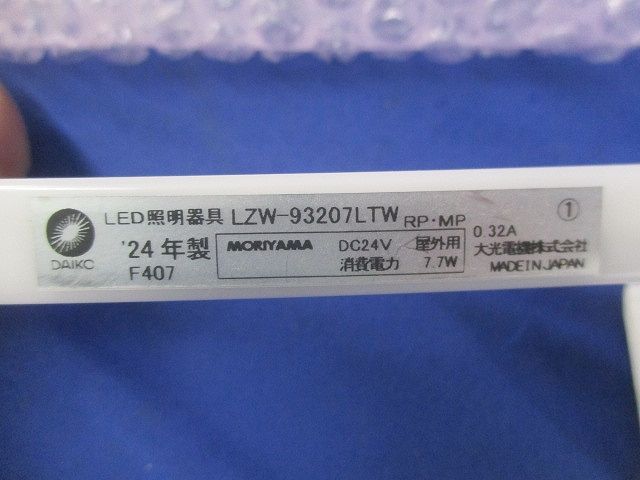 DAIKO
LED照明器具 LZW-93207LTW RP・MP ①
'24年製
F407
MORIYAMA DC24V 屋外用
消費電力 7.7W
0.32A
大光電機株式会社
MADE IN JAPAN